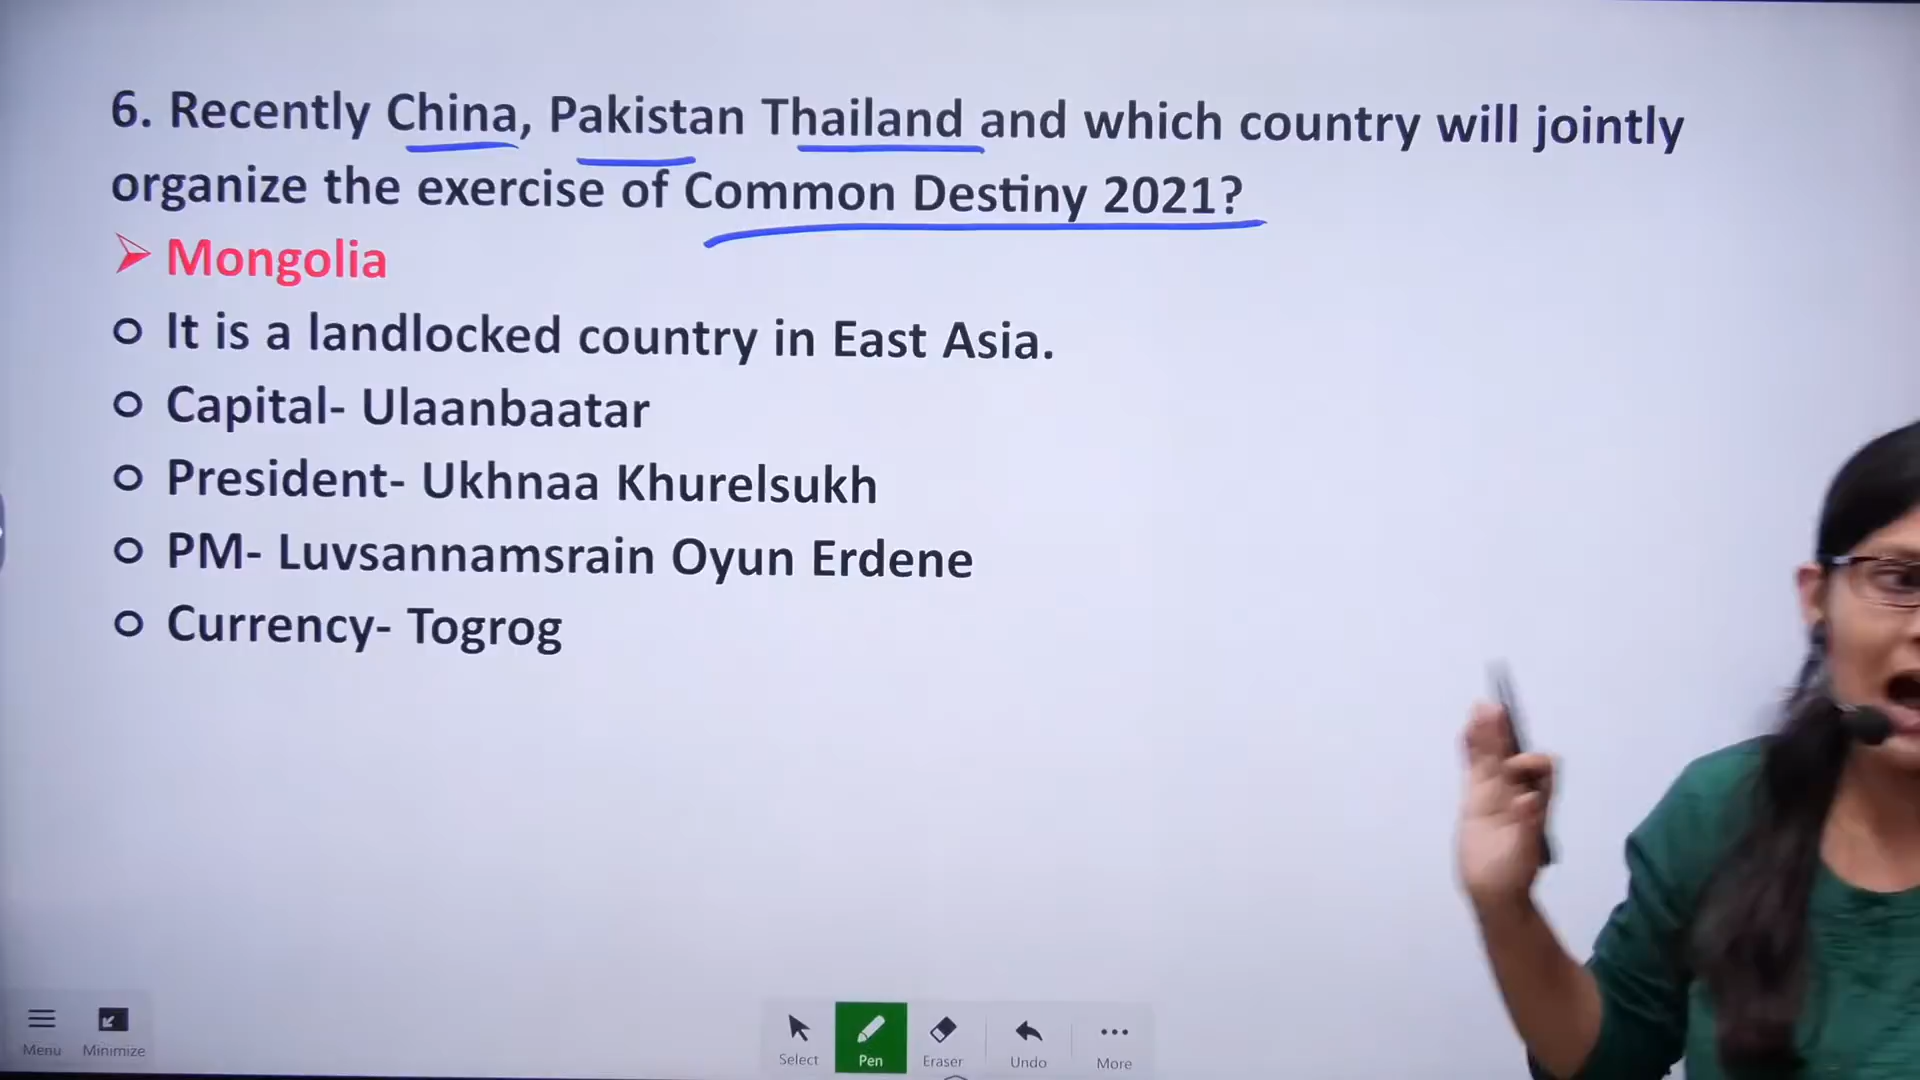 6. Recently China, Pakistan Thailand and which country will jointly
organize the exercise of Common Destiny 2021?
Mongolia
It is a landlocked country in East Asia.
Capital- Ulaanbaatar
President- Ukhnaa Khurelsukh
PM- Luvsannamsrain Oyun Erdene
Currency- Togrog
Menu Minimize Select Pen Eraser Undo More